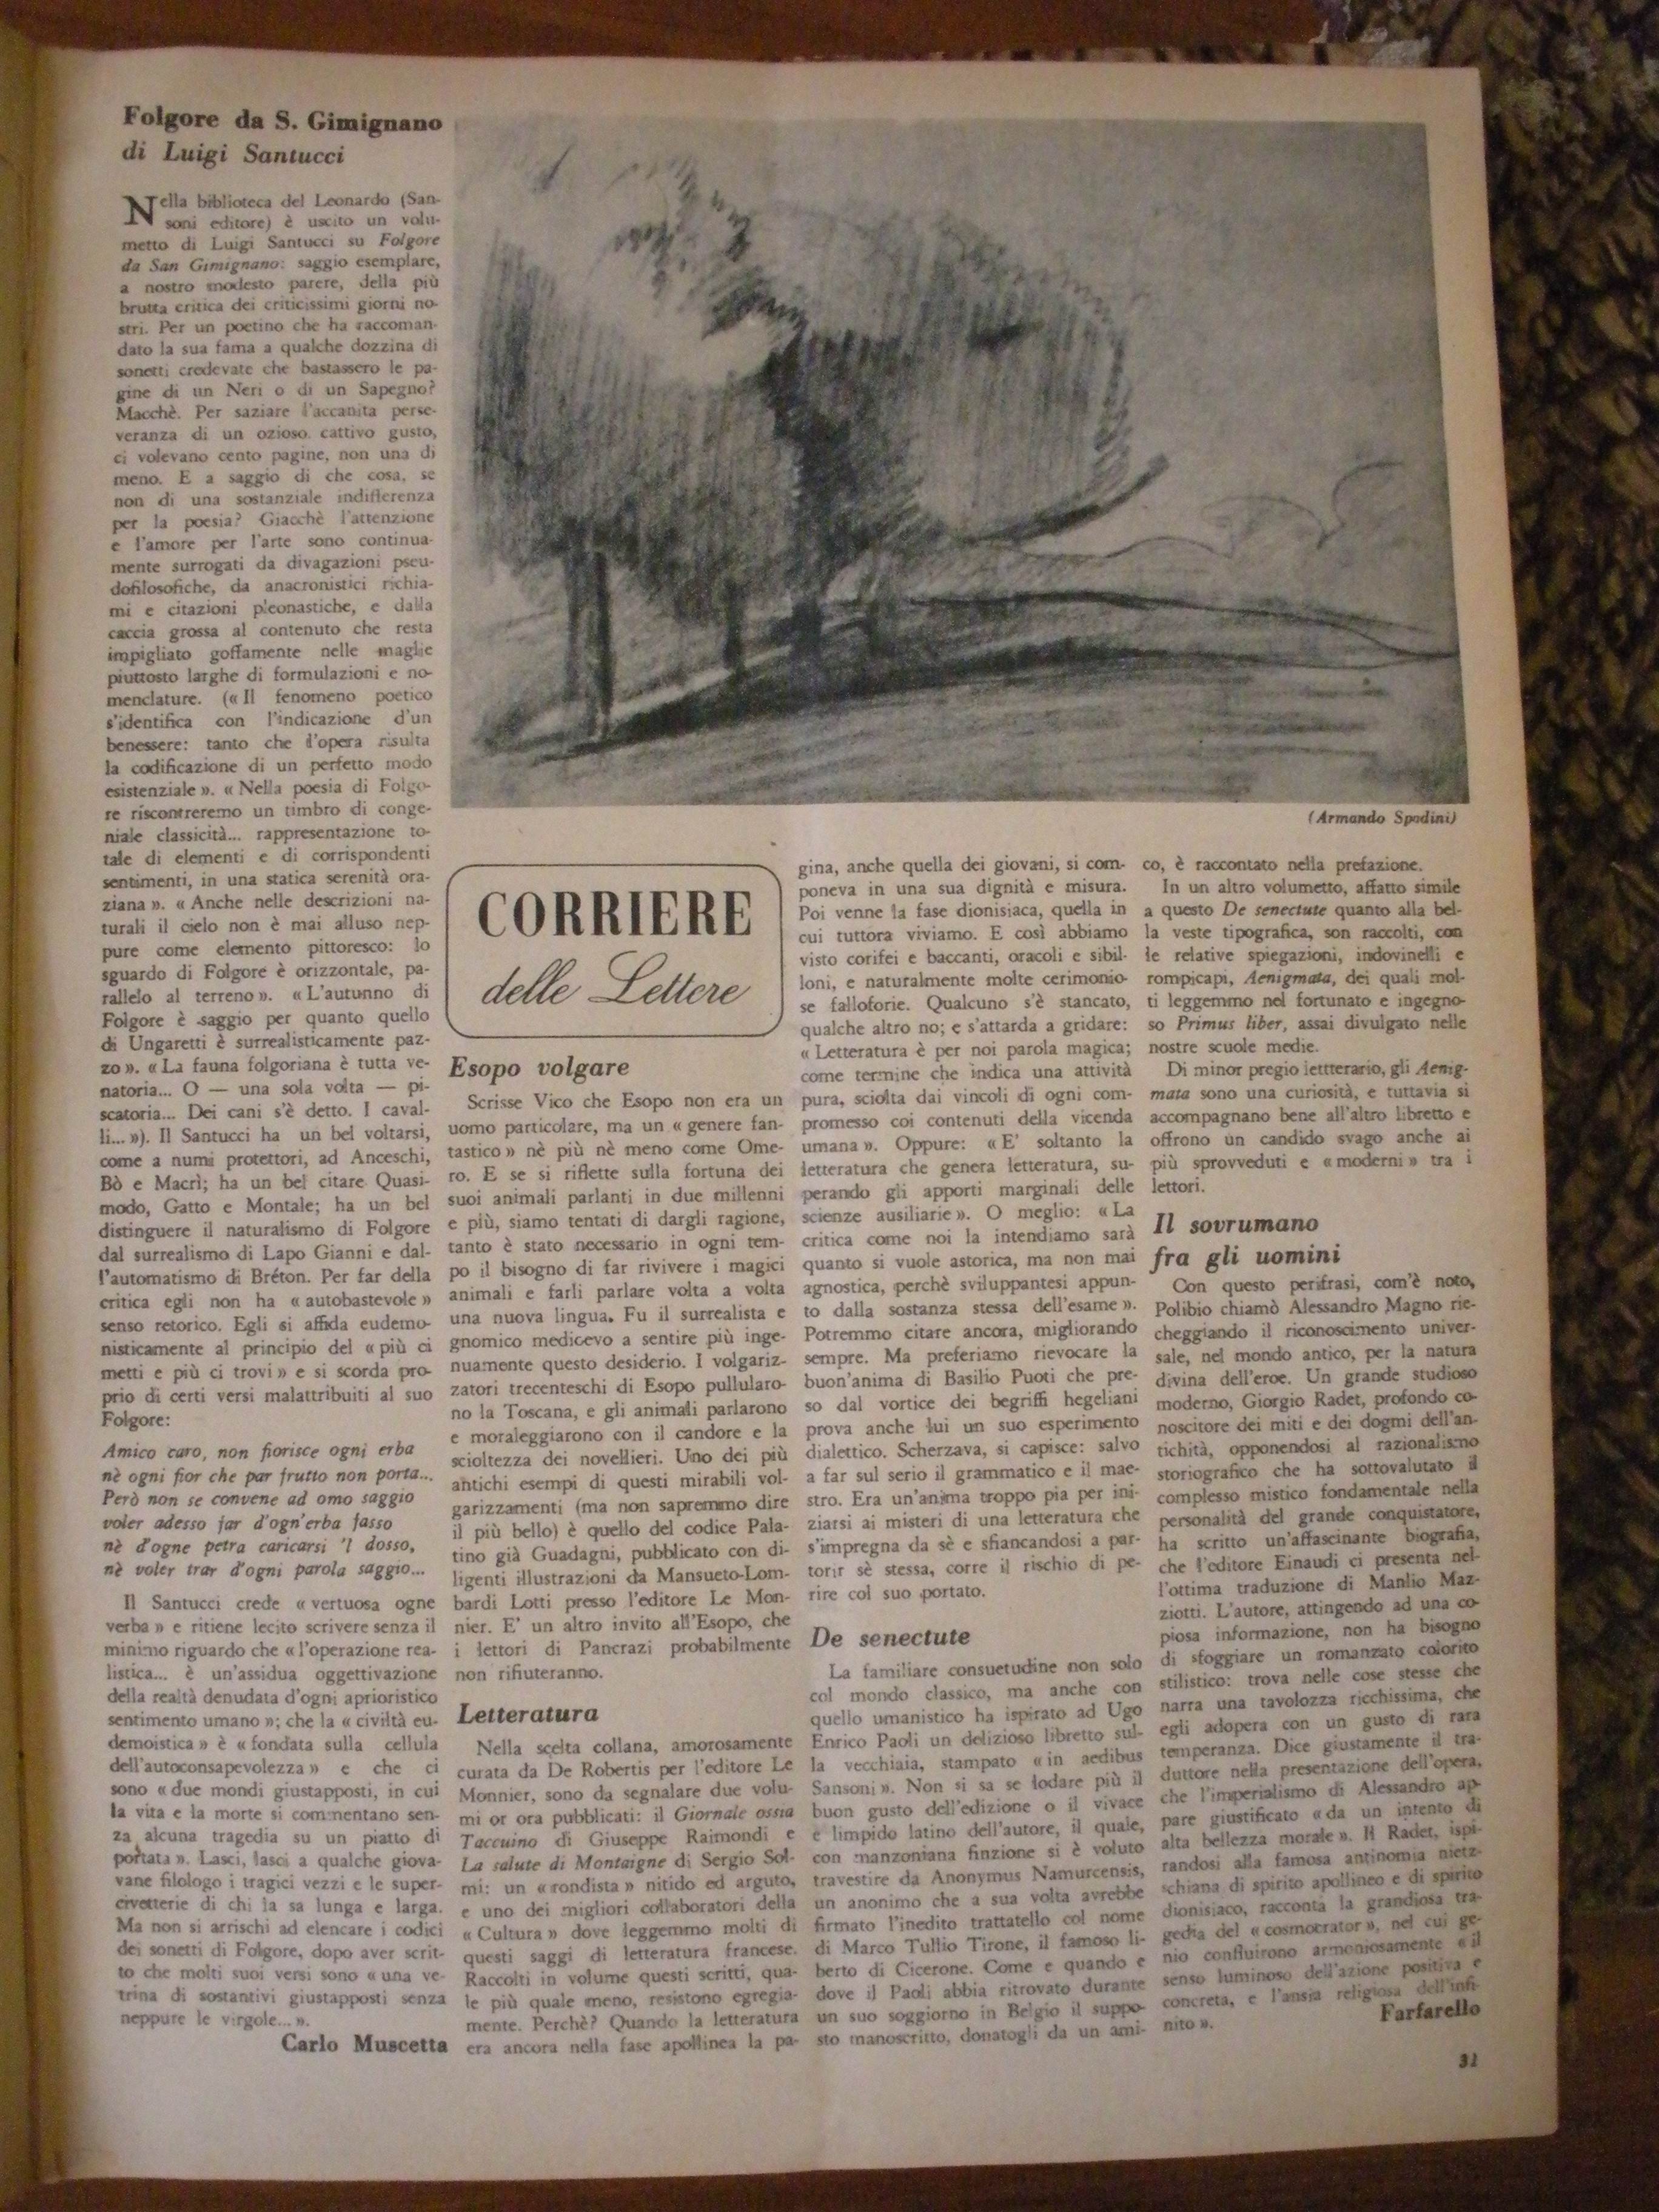 Folgore da S. Gimignano
di Luigi Santucci
Nella biblioteca del Leonardo (San-
soni editore) è uscito un volu-
metto di Luigi Santucci su Folgore
da San Gimignano: saggio esemplare,
a nostro modesto parere, della più
brutta critica dei criticissimi giorni no-
stri. Per un poetino che ha raccoman-
dato la sua fama a qualche dozzina di
sonetti credevate che bastassero le pa-
gine di un Neri o di un Sapegno?
Macchè. Per saziare l'accanita perse-
veranza di un ozioso cattivo gusto,
ci volevano cento pagine, non una di
meno. E a saggio di che cosa, se
non di una sostanziale indifferenza
per la poesia? Giacchè l'attenzione
e l'amore per l'arte sono continua-
mente surrogati da divagazioni pseu-
dofilosofiche, da anacronistici richia-
mi e citazioni pleonastiche, e dalla
caccia grossa al contenuto che resta
impigliato goffamente nelle maglie
piuttosto larghe di formulazioni e no-
menclature. (« Il fenomeno poetico
s'identifica con l'indicazione d'un
benessere: tanto che l'opera risulta
la codificazione di un perfetto modo
esistenziale ». « Nella poesia di Folgo-
re riscontreremo un timbro di conge-
niale classicità... rappresentazione to-
tale di elementi e di corrispondenti
sentimenti, in una statica serenità ora-
ziana ». « Anche nelle descrizioni na-
turali il cielo non è mai alluso nep-
pure come elemento pittoresco: lo
sguardo di Folgore è orizzontale, pa-
rallelo al terreno ». « L'autunno di
Folgore è saggio per quanto quello
di Ungaretti è surrealisticamente paz-
zo ». « La fauna folgoriana è tutta ve-
natoria... O — una sola volta — pi-
scatoria... Dei cani s'è detto. I caval-
li... »). Il Santucci ha un bel voltarsi,
come a numi protettori, ad Anceschi,
Bò e Macrì; ha un bel citare Quasi-
modo, Gatto e Montale; ha un bel
distinguere il naturalismo di Folgore
dal surrealismo di Lapo Gianni e dal-
l'automatismo di Bréton. Per far della
critica egli non ha « autobastevole »
senso retorico. Egli si affida eudemo-
nisticamente al principio del « più ci
metti e più ci trovi » e si scorda pro-
prio di certi versi malattribuiti al suo
Folgore:
Amico caro, non fiorisce ogni erba
nè ogni fior che par frutto non porta...
Però non se convene ad omo saggio
voler adesso far d'ogn'erba fasso
nè d'ogne petra caricarsi 'l dosso,
nè voler trar d'ogni parola saggio...
Il Santucci crede « vertuosa ogne
verba » e ritiene lecito scrivere senza il
minimo riguardo che « l'operazione rea-
listica... è un'assidua oggettivazione
della realtà denudata d'ogni aprioristico
sentimento umano »; che la « civiltà eu-
demoistica » è « fondata sulla cellula
dell'autoconsapevolezza » e che ci
sono « due mondi giustapposti, in cui
la vita e la morte si commentano sen-
za alcuna tragedia su un piatto di
portata ». Lasci, lasci a qualche giova-
vane filologo i tragici vezzi e le super-
civetterie di chi la sa lunga e larga.
Ma non si arrischi ad elencare i codici
dei sonetti di Folgore, dopo aver scrit-
to che molti suoi versi sono « una ve-
trina di sostantivi giustapposti senza
neppure le virgole... ».
Carlo Muscetta
(Armando Spadini)
CORRIERE
delle Lettere
Esopo volgare
Scrisse Vico che Esopo non era un
uomo particolare, ma un « genere fan-
tastico » nè più nè meno come Ome-
ro. E se si riflette sulla fortuna dei
suoi animali parlanti in due millenni
e più, siamo tentati di dargli ragione,
tanto è stato necessario in ogni tem-
po il bisogno di far rivivere i magici
animali e farli parlare volta a volta
una nuova lingua. Fu il surrealista e
gnomico medioevo a sentire più inge-
nuamente questo desiderio. I volgariz-
zatori trecenteschi di Esopo pullularo-
no la Toscana, e gli animali parlarono
e moraleggiarono con il candore e la
scioltezza dei novellieri. Uno dei più
antichi esempi di questi mirabili vol-
garizzamenti (ma non sapremmo dire
il più bello) è quello del codice Pala-
tino già Guadagni, pubblicato con di-
ligenti illustrazioni da Mansueto-Lom-
bardi Lotti presso l'editore Le Mon-
nier. E' un altro invito all'Esopo, che
i lettori di Pancrazi probabilmente
non rifiuteranno.
Letteratura
Nella scelta collana, amorosamente
curata da De Robertis per l'editore Le
Monnier, sono da segnalare due volu-
mi or ora pubblicati: il Giornale ossia
Taccuino di Giuseppe Raimondi e
La salute di Montaigne di Sergio Sol-
mi: un « rondista » nitido ed arguto,
e uno dei migliori collaboratori della
« Cultura » dove leggemmo molti di
questi saggi di letteratura francese.
Raccolti in volume questi scritti, qua-
le più quale meno, resistono egregia-
mente. Perchè? Quando la letteratura
era ancora nella fase apollinea la pa-
gina, anche quella dei giovani, si com-
poneva in una sua dignità e misura.
Poi venne la fase dionisiaca, quella in
cui tuttora viviamo. E così abbiamo
visto corifei e baccanti, oracoli e sibil-
loni, e naturalmente molte cerimonio-
se falloforie. Qualcuno s'è stancato,
qualche altro no; e s'attarda a gridare:
« Letteratura è per noi parola magica;
come termine che indica una attività
pura, sciolta dai vincoli di ogni com-
promesso coi contenuti della vicenda
umana ». Oppure: « E' soltanto la
letteratura che genera letteratura, su-
perando gli apporti marginali delle
scienze ausiliarie ». O meglio: « La
critica come noi la intendiamo sarà
quanto si vuole astorica, ma non mai
agnostica, perchè sviluppantesi appun-
to dalla sostanza stessa dell'esame ».
Potremmo citare ancora, migliorando
sempre. Ma preferiamo rievocare la
buon'anima di Basilio Puoti che pre-
so dal vortice dei begriffi hegeliani
prova anche lui un suo esperimento
dialettico. Scherzava, si capisce: salvo
a far sul serio il grammatico e il mae-
stro. Era un'anima troppo pia per ini-
ziarsi ai misteri di una letteratura che
s'impregna da sè e sfiancandosi a par-
torir sè stessa, corre il rischio di pe-
rire col suo portato.
De senectute
La familiare consuetudine non solo
col mondo classico, ma anche con
quello umanistico ha ispirato ad Ugo
Enrico Paoli un delizioso libretto sul-
la vecchiaia, stampato « in aedibus
Sansoni ». Non si sa se lodare più il
buon gusto dell'edizione o il vivace
e limpido latino dell'autore, il quale,
con manzoniana finzione si è voluto
travestire da Anonymus Namurcensis,
un anonimo che a sua volta avrebbe
firmato l'inedito trattatello col nome
di Marco Tullio Tirone, il famoso li-
berto di Cicerone. Come e quando e
dove il Paoli abbia ritrovato durante
un suo soggiorno in Belgio il suppo-
sto manoscritto, donatogli da un ami-
co, è raccontato nella prefazione.
In un altro volumetto, affatto simile
a questo De senectute quanto alla bel-
la veste tipografica, son raccolti, con
le relative spiegazioni, indovinelli e
rompicapi, Aenigmata, dei quali mol-
ti leggemmo nel fortunato e ingegno-
so Primus liber, assai divulgato nelle
nostre scuole medie.
Di minor pregio lettterario, gli Aenig-
mata sono una curiosità, e tuttavia si
accompagnano bene all'altro libretto e
offrono un candido svago anche ai
più sprovveduti e « moderni » tra i
lettori.
Il sovrumano
fra gli uomini
Con questo perifrasi, com'è noto,
Polibio chiamò Alessandro Magno rie-
cheggiando il riconoscimento univer-
sale, nel mondo antico, per la natura
divina dell'eroe. Un grande studioso
moderno, Giorgio Radet, profondo co-
noscitore dei miti e dei dogmi dell'an-
tichità, opponendosi al razionalismo
storiografico che ha sottovalutato il
complesso mistico fondamentale nella
personalità del grande conquistatore,
ha scritto un'affascinante biografia,
che l'editore Einaudi ci presenta nel-
l'ottima traduzione di Manlio Maz-
ziotti. L'autore, attingendo ad una co-
piosa informazione, non ha bisogno
di sfoggiare un romanzato colorito
stilistico: trova nelle cose stesse che
narra una tavolozza ricchissima, che
egli adopera con un gusto di rara
temperanza. Dice giustamente il tra-
duttore nella presentazione dell'opera,
che l'imperialismo di Alessandro ap-
pare giustificato « da un intento di
alta bellezza morale ». Il Radet, ispi-
randosi alla famosa antinomia nietz-
schiana di spirito apollineo e di spirito
dionisiaco, racconta la grandiosa tra-
gedia del « cosmocrator », nel cui ge-
nio confluirono armoniosamente « il
senso luminoso dell'azione positiva e
concreta, e l'ansia religiosa dell'infi-
nito ».
Farfarello
31